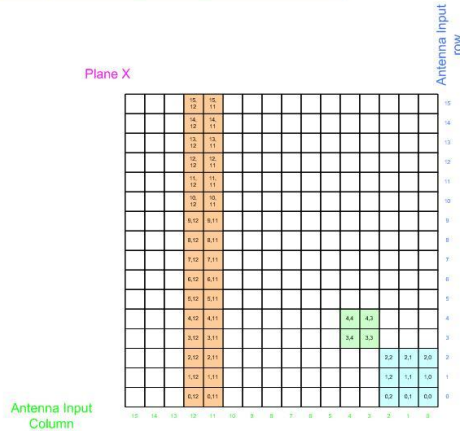 Antenna Input
row
Plane X
15, 15, 15
12 11
14, 14, 14
12 11
13, 13, 13
12 11
12, 12, 12
12 11
11, 11, 11
12 11
10, 10, 10
12 11
9,12 9,11 9
8,12 8,11 8
7,12 7,11 7
6,12 6,11 6
5,12 5,11 5
4,12 4,11 4,4 4,3 4
3,12 3,11 3,4 3,3 3
2,12 2,11 2,2 2,1 2,0 2
1,12 1,11 1,2 1,1 1,0 1
0,12 0,11 0,2 0,1 0,0 0
Antenna Input
Column
15 14 13 12 11 10 9 8 7 6 5 4 3 2 1 0